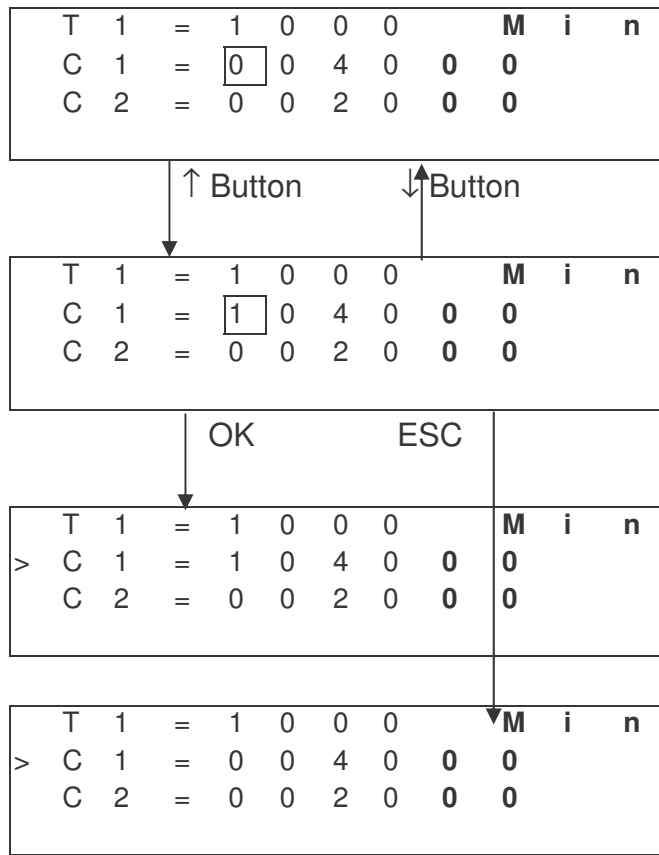 T 1 = 1 0 0 0 M i n
C 1 = 0 0 4 0 0 0
C 2 = 0 0 2 0 0 0
↑ Button ↓ Button
T 1 = 1 0 0 0 M i n
C 1 = 1 0 4 0 0 0
C 2 = 0 0 2 0 0 0
OK ESC
T 1 = 1 0 0 0 M i n
> C 1 = 1 0 4 0 0 0
C 2 = 0 0 2 0 0 0
T 1 = 1 0 0 0 M i n
> C 1 = 0 0 4 0 0 0
C 2 = 0 0 2 0 0 0